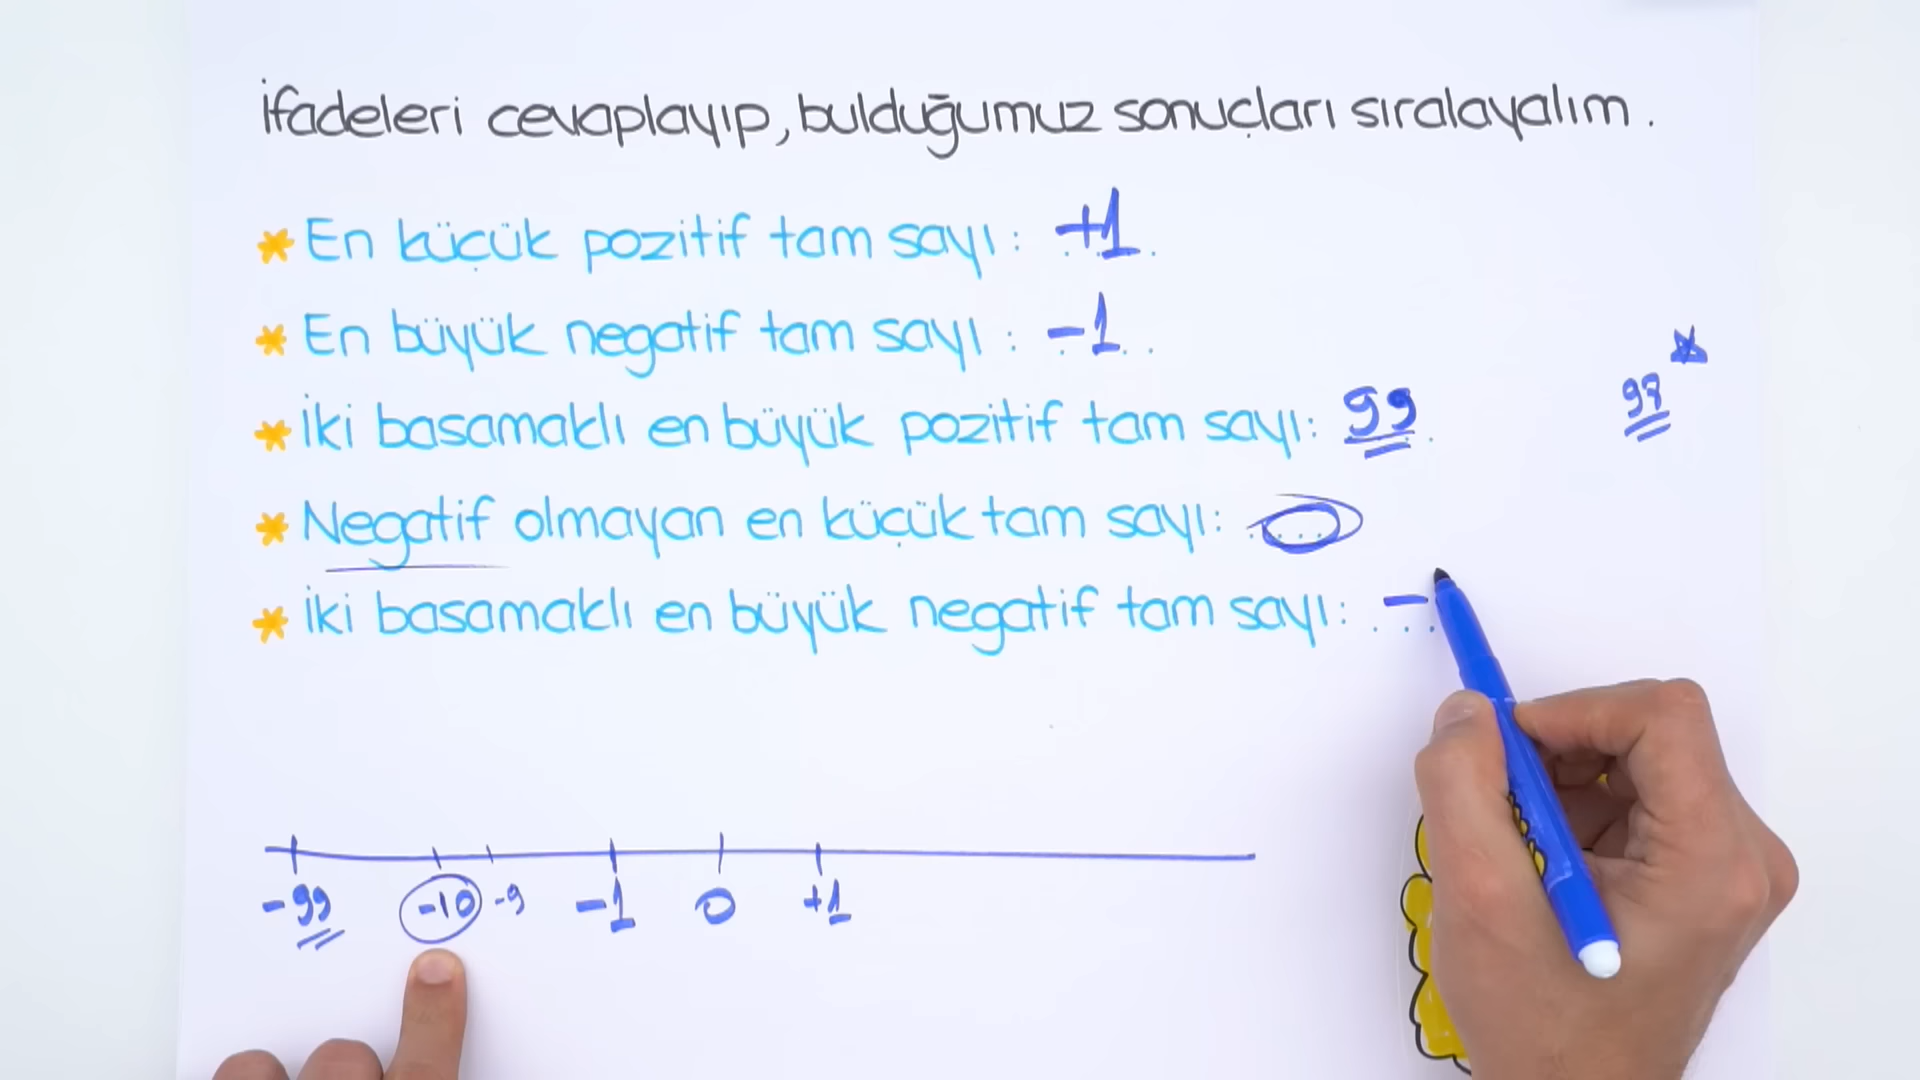 İfadeleri cevaplayıp, bulduğumuz sonuçları sıralayalım.
* En küçük pozitif tam sayı: +1
* En büyük negatif tam sayı: -1
* İki basamaklı en büyük pozitif tam sayı: 99
98
* Negatif olmayan en küçük tam sayı: 0
* İki basamaklı en büyük negatif tam sayı: -
-99 -10 -9 -1 0 +1